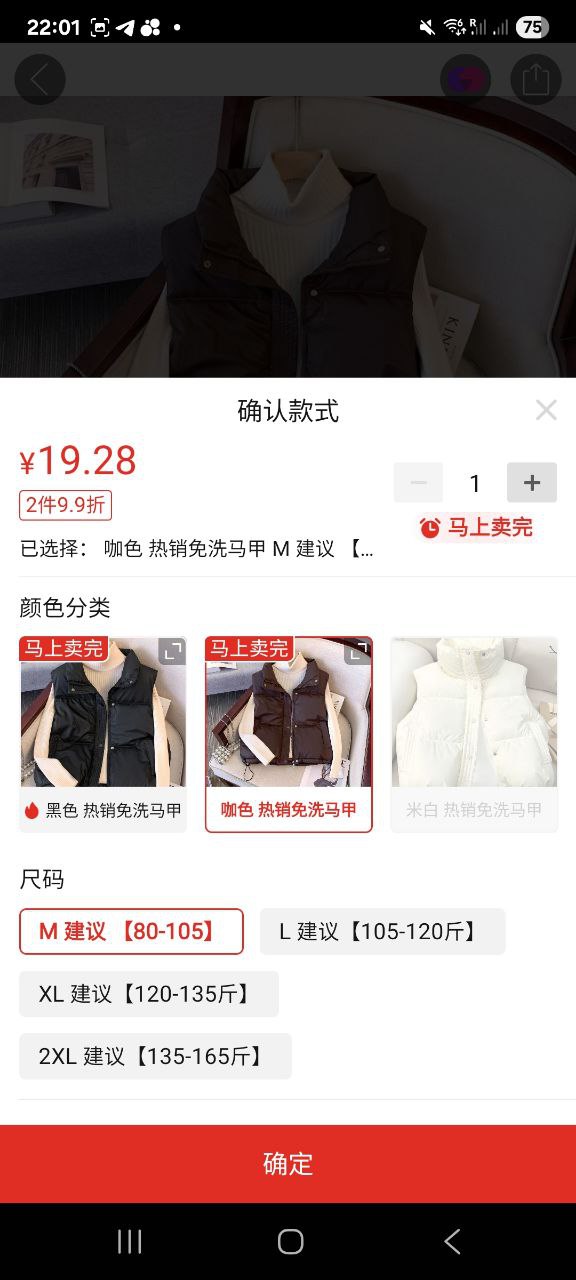 22:01
75
KIN
确认款式
¥19.28
1
2件9.9折
马上卖完
已选择： 咖色 热销免洗马甲 M 建议 【...
颜色分类
马上卖完
马上卖完
黑色 热销免洗马甲
咖色 热销免洗马甲
米白 热销免洗马甲
尺码
M 建议 【80-105】
L 建议【105-120斤】
XL 建议【120-135斤】
2XL 建议【135-165斤】
确定